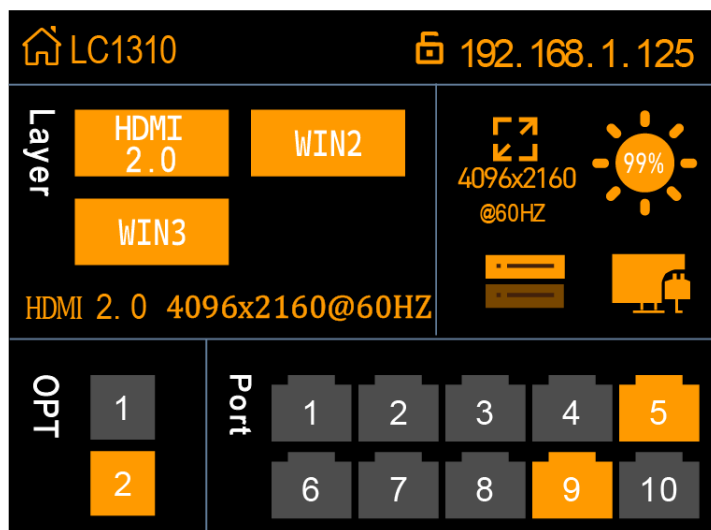 LC1310
192.168.1.125
Layer
HDMI
2.0
WIN2
WIN3
HDMI 2.0 4096x2160@60HZ
4096x2160
@60HZ
99%
OPT
1
2
Port
1 2 3 4 5
6 7 8 9 10